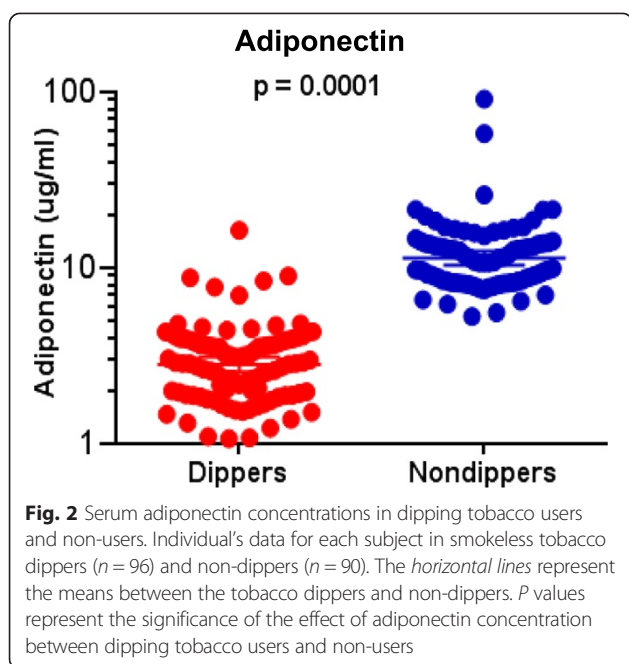 Adiponectin
p = 0.0001
100
10
1
Adiponectin (ug/ml)
Dippers
Nondippers
Fig. 2 Serum adiponectin concentrations in dipping tobacco users
and non-users. Individual's data for each subject in smokeless tobacco
dippers (n = 96) and non-dippers (n = 90). The horizontal lines represent
the means between the tobacco dippers and non-dippers. P values
represent the significance of the effect of adiponectin concentration
between dipping tobacco users and non-users